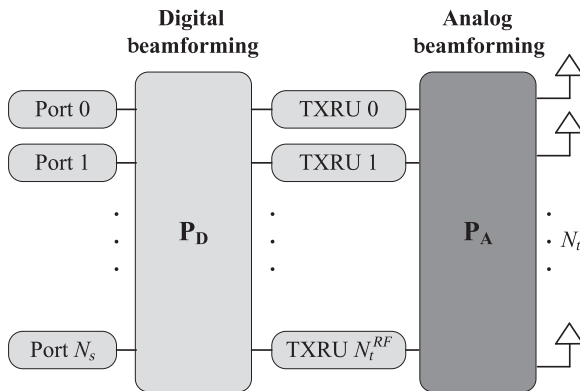 Digital
beamforming
Analog
beamforming
Port 0
TXRU 0
Port 1
TXRU 1
P_D
P_A
N_t
Port N_s
TXRU N_t^{RF}